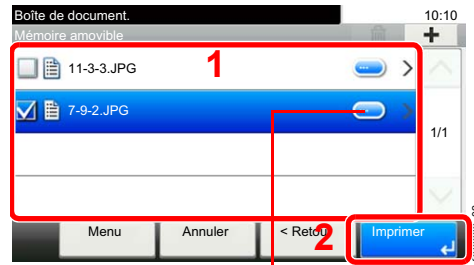 Boîte de document.
10:10
Mémoire amovible
1
11-3-3.JPG
7-9-2.JPG
1/1
Menu
Annuler
< Retour
2
Imprimer